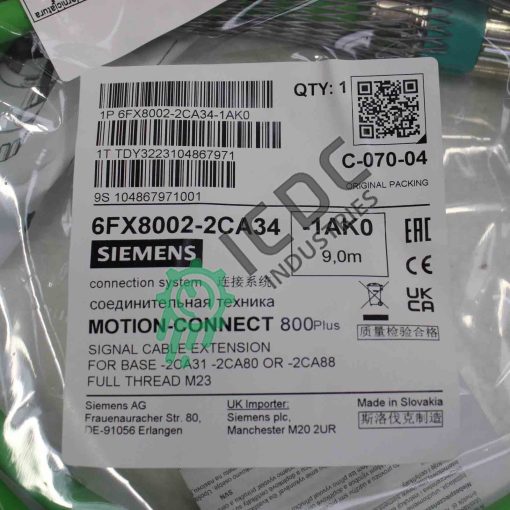 1P 6FX8002-2CA34-1AK0
QTY: 1
1T TDY3223104867971
C-070-04
ORIGINAL PACKING
9S 104867971001
6FX8002-2CA34 -1AK0
SIEMENS
9,0m
EAC
CE
UK
CA
connection system 连接系统
соединительная техника
MOTION-CONNECT 800Plus
质量检验合格
SIGNAL CABLE EXTENSION
FOR BASE -2CA31 -2CA80 OR -2CA88
FULL THREAD M23
Siemens AG
Frauenauracher Str. 80,
DE-91056 Erlangen
UK Importer:
Siemens plc,
Manchester M20 2UR
Made in Slovakia
斯洛伐克制造
ICDC
INDUSTRIES